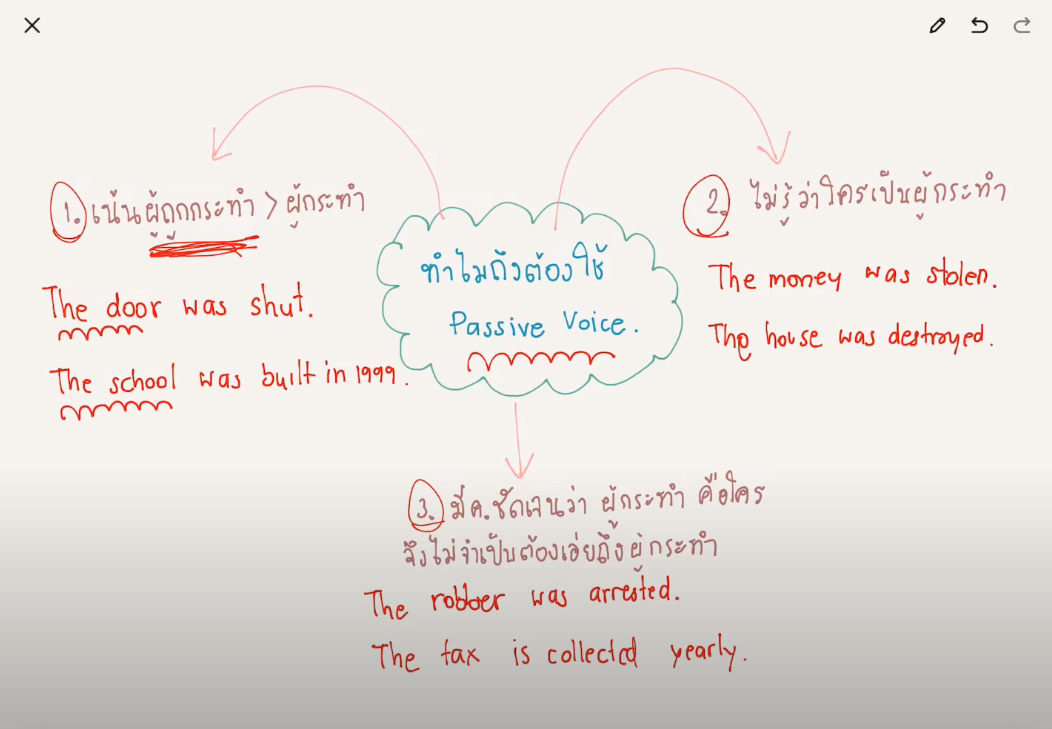 ทำไมถึงต้องใช้
Passive Voice.
1. เน้นผู้ถูกกระทำ > ผู้กระทำ
The door was shut.
The school was built in 1999.
2. ไม่รู้ว่าใครเป็นผู้กระทำ
The money was stolen.
The house was destroyed.
3. มีค.ชัดเจนว่า ผู้กระทำ คือใคร
จึงไม่จำเป็นต้องเอ่ยถึงผู้กระทำ
The robber was arrested.
The tax is collected yearly.